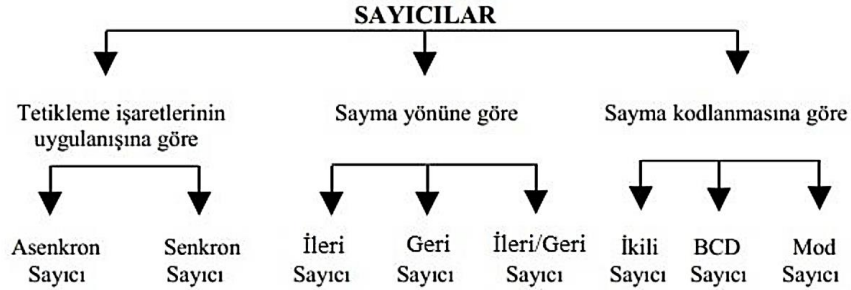 SAYICILAR
Tetikleme işaretlerinin
uygulanışına göre
Sayma yönüne göre
Sayma kodlanmasına göre
Asenkron
Sayıcı
Senkron
Sayıcı
İleri
Sayıcı
Geri
Sayıcı
İleri/Geri
Sayıcı
İkili
Sayıcı
BCD
Sayıcı
Mod
Sayıcı